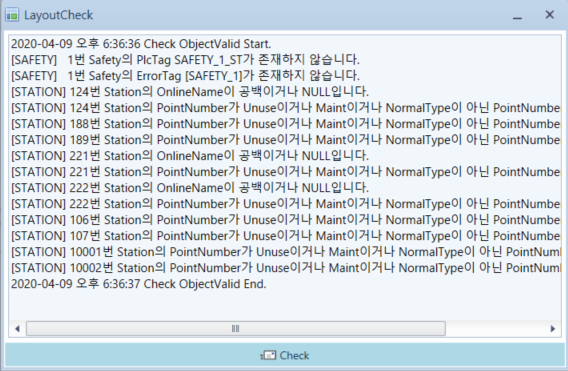 LayoutCheck
2020-04-09 오후 6:36:36 Check ObjectValid Start.
[SAFETY] 1번 Safety의 PlcTag SAFETY_1_ST가 존재하지 않습니다.
[SAFETY] 1번 Safety의 ErrorTag [SAFETY_1]가 존재하지 않습니다.
[STATION] 124번 Station의 OnlineName이 공백이거나 NULL입니다.
[STATION] 124번 Station의 PointNumber가 Unuse이거나 Maint이거나 NormalType이 아닌 PointNumbe
[STATION] 188번 Station의 PointNumber가 Unuse이거나 Maint이거나 NormalType이 아닌 PointNumbe
[STATION] 189번 Station의 PointNumber가 Unuse이거나 Maint이거나 NormalType이 아닌 PointNumbe
[STATION] 221번 Station의 OnlineName이 공백이거나 NULL입니다.
[STATION] 221번 Station의 PointNumber가 Unuse이거나 Maint이거나 NormalType이 아닌 PointNumbe
[STATION] 222번 Station의 OnlineName이 공백이거나 NULL입니다.
[STATION] 222번 Station의 PointNumber가 Unuse이거나 Maint이거나 NormalType이 아닌 PointNumbe
[STATION] 106번 Station의 PointNumber가 Unuse이거나 Maint이거나 NormalType이 아닌 PointNumbe
[STATION] 107번 Station의 PointNumber가 Unuse이거나 Maint이거나 NormalType이 아닌 PointNumbe
[STATION] 10001번 Station의 PointNumber가 Unuse이거나 Maint이거나 NormalType이 아닌 PointNuml
[STATION] 10002번 Station의 PointNumber가 Unuse이거나 Maint이거나 NormalType이 아닌 PointNuml
2020-04-09 오후 6:36:37 Check ObjectValid End.
Check